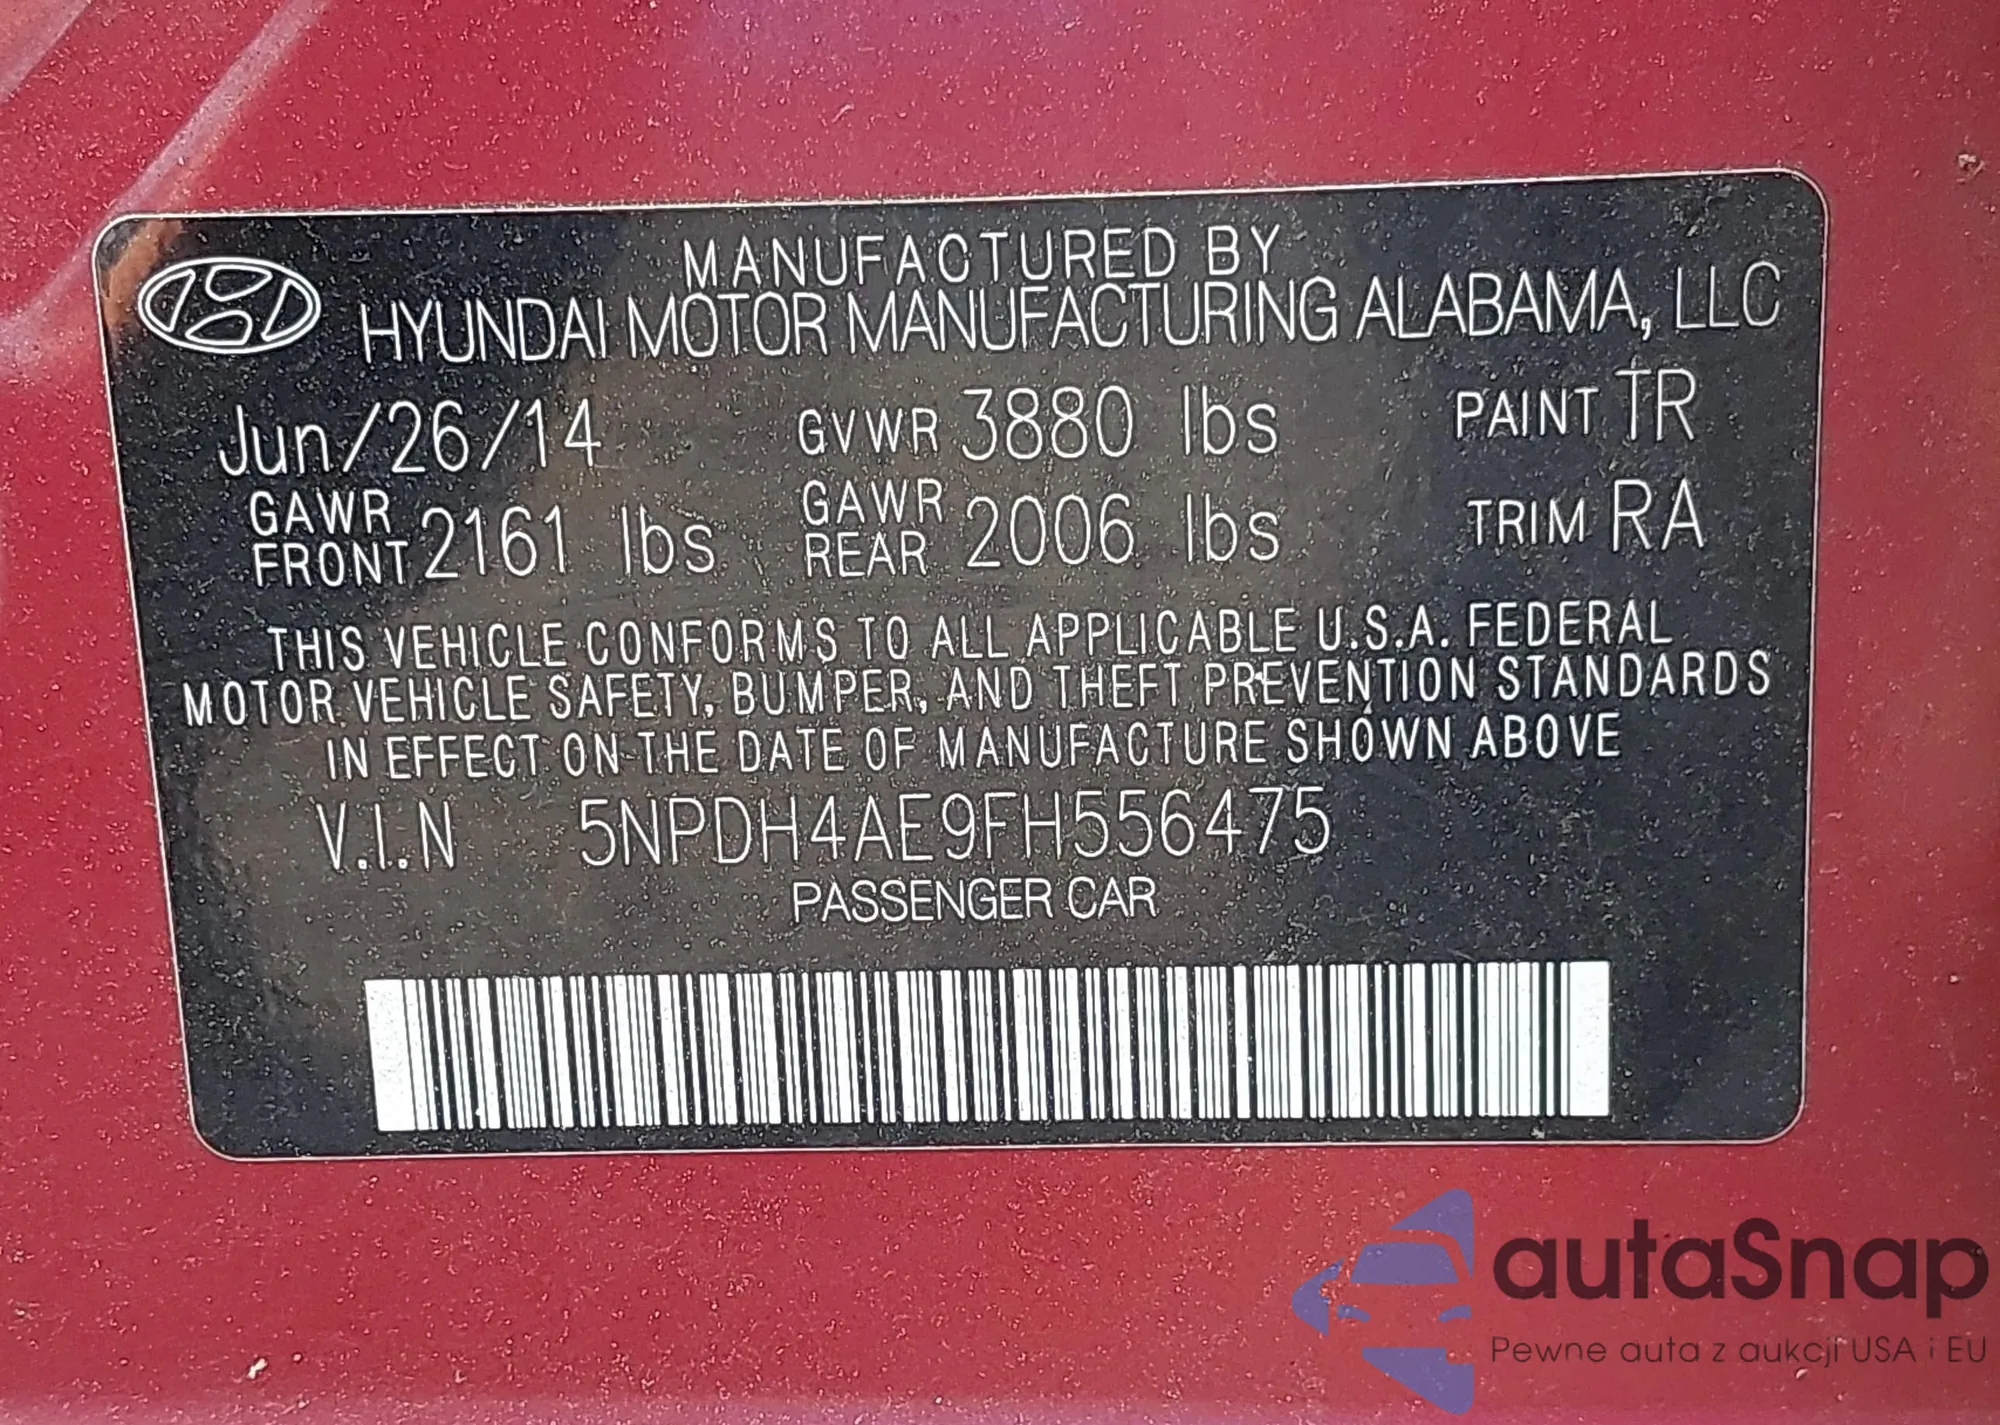 MANUFACTURED BY
HYUNDAI MOTOR MANUFACTURING ALABAMA, LLC
Jun/26/14 GVWR 3880 lbs PAINT TR
GAWR FRONT 2161 lbs GAWR REAR 2006 lbs TRIM RA
THIS VEHICLE CONFORMS TO ALL APPLICABLE U.S.A. FEDERAL
MOTOR VEHICLE SAFETY, BUMPER, AND THEFT PREVENTION STANDARDS
IN EFFECT ON THE DATE OF MANUFACTURE SHOWN ABOVE
V.I.N 5NPDH4AE9FH556475
PASSENGER CAR
autaSnap
Pewne auta z aukcji USA i EU